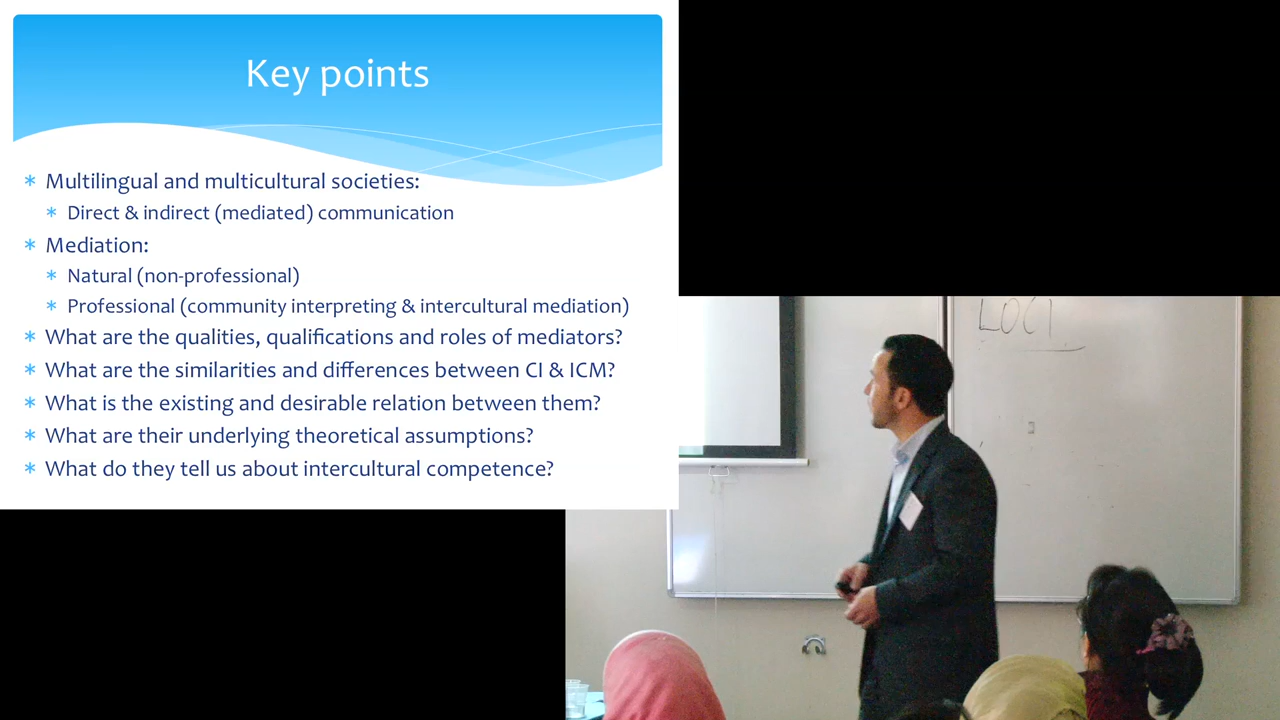 Key points
* Multilingual and multicultural societies:
* Direct & indirect (mediated) communication
* Mediation:
* Natural (non-professional)
* Professional (community interpreting & intercultural mediation)
* What are the qualities, qualifications and roles of mediators?
* What are the similarities and differences between CI & ICM?
* What is the existing and desirable relation between them?
* What are their underlying theoretical assumptions?
* What do they tell us about intercultural competence?
LOCI